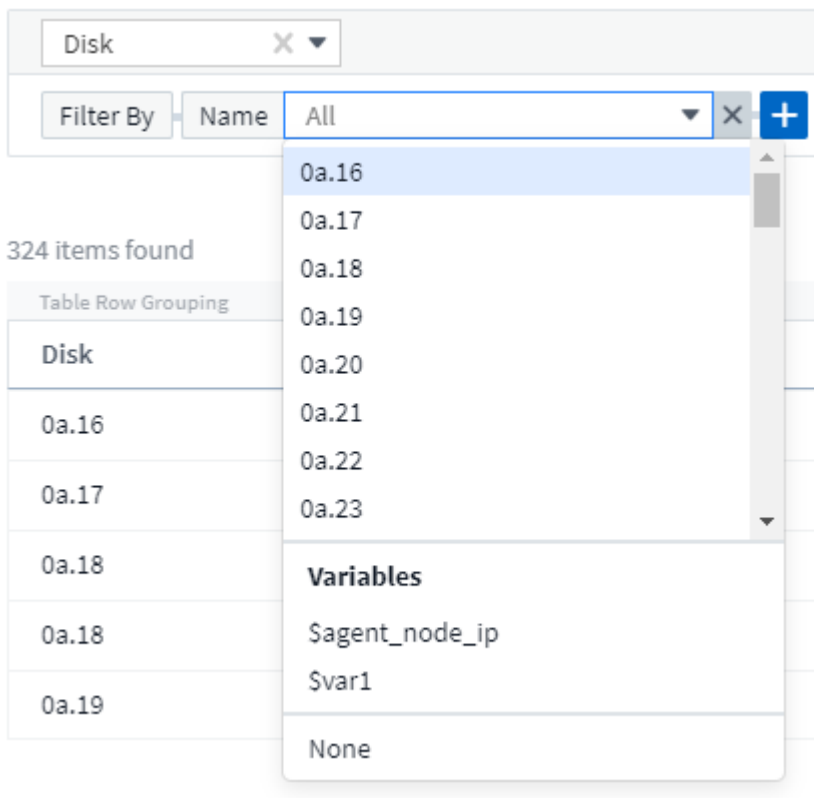 Disk
Filter By Name All
0a.16
0a.17
0a.18
0a.19
0a.20
0a.21
0a.22
0a.23
Variables
$agent_node_ip
$var1
None
324 items found
Table Row Grouping
Disk
0a.16
0a.17
0a.18
0a.18
0a.19